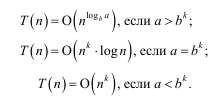 T(n) = O(n^{log_b a}), если a > b^k;
T(n) = O(n^k · log n), если a = b^k;
T(n) = O(n^k), если a < b^k.